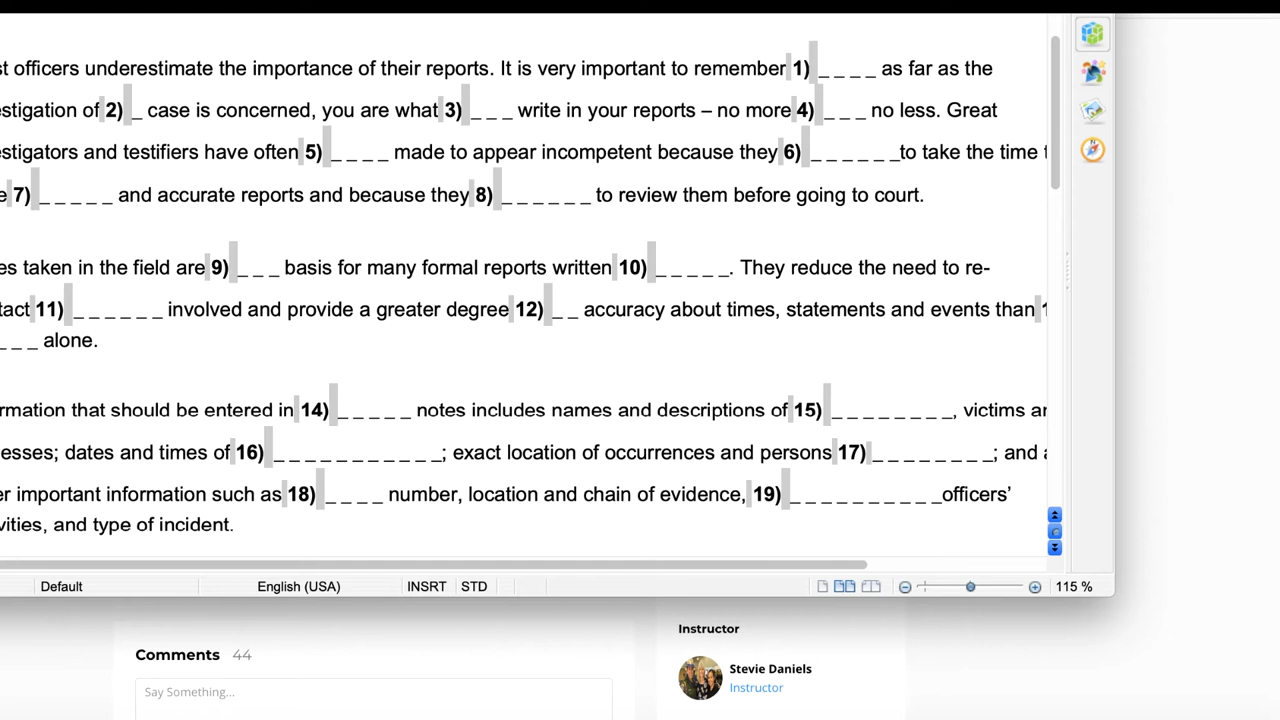 st officers underestimate the importance of their reports. It is very important to remember 1) _ _ _ _ as far as the
estigation of 2) _ case is concerned, you are what 3) _ _ _ write in your reports – no more 4) _ _ _ no less. Great
estigators and testifiers have often 5) _ _ _ _ made to appear incompetent because they 6) _ _ _ _ _ _to take the time t
e 7) _ _ _ _ _ and accurate reports and because they 8) _ _ _ _ _ _ to review them before going to court.
es taken in the field are 9) _ _ _ basis for many formal reports written 10) _ _ _ _ _. They reduce the need to re-
tact 11) _ _ _ _ _ _ involved and provide a greater degree 12) _ _ accuracy about times, statements and events than 1
_ _ _ alone.
rmation that should be entered in 14) _ _ _ _ _ notes includes names and descriptions of 15) _ _ _ _ _ _ _ _, victims ar
esses; dates and times of 16) _ _ _ _ _ _ _ _ _ _ _; exact location of occurrences and persons 17) _ _ _ _ _ _ _ _; and a
er important information such as 18) _ _ _ _ number, location and chain of evidence, 19) _ _ _ _ _ _ _ _ _ _officers’
vities, and type of incident.
Default English (USA) INSRT STD 115 %
Comments 44
Say Something...
Instructor
Stevie Daniels
Instructor